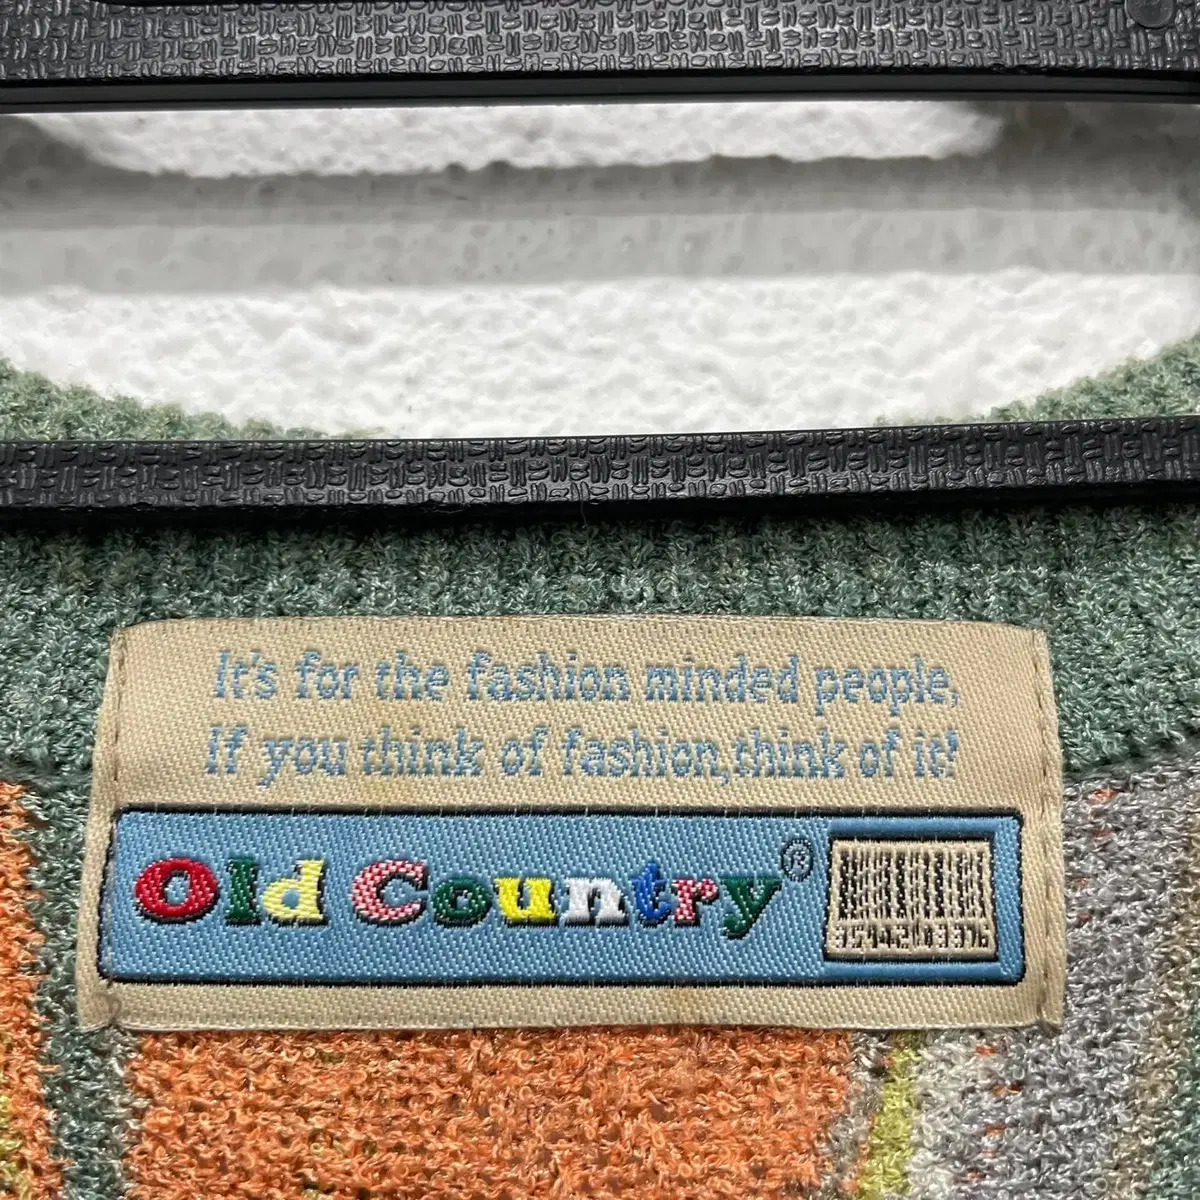 It's for the fashion minded people,
If you think of fashion,think of it!
Old Country®